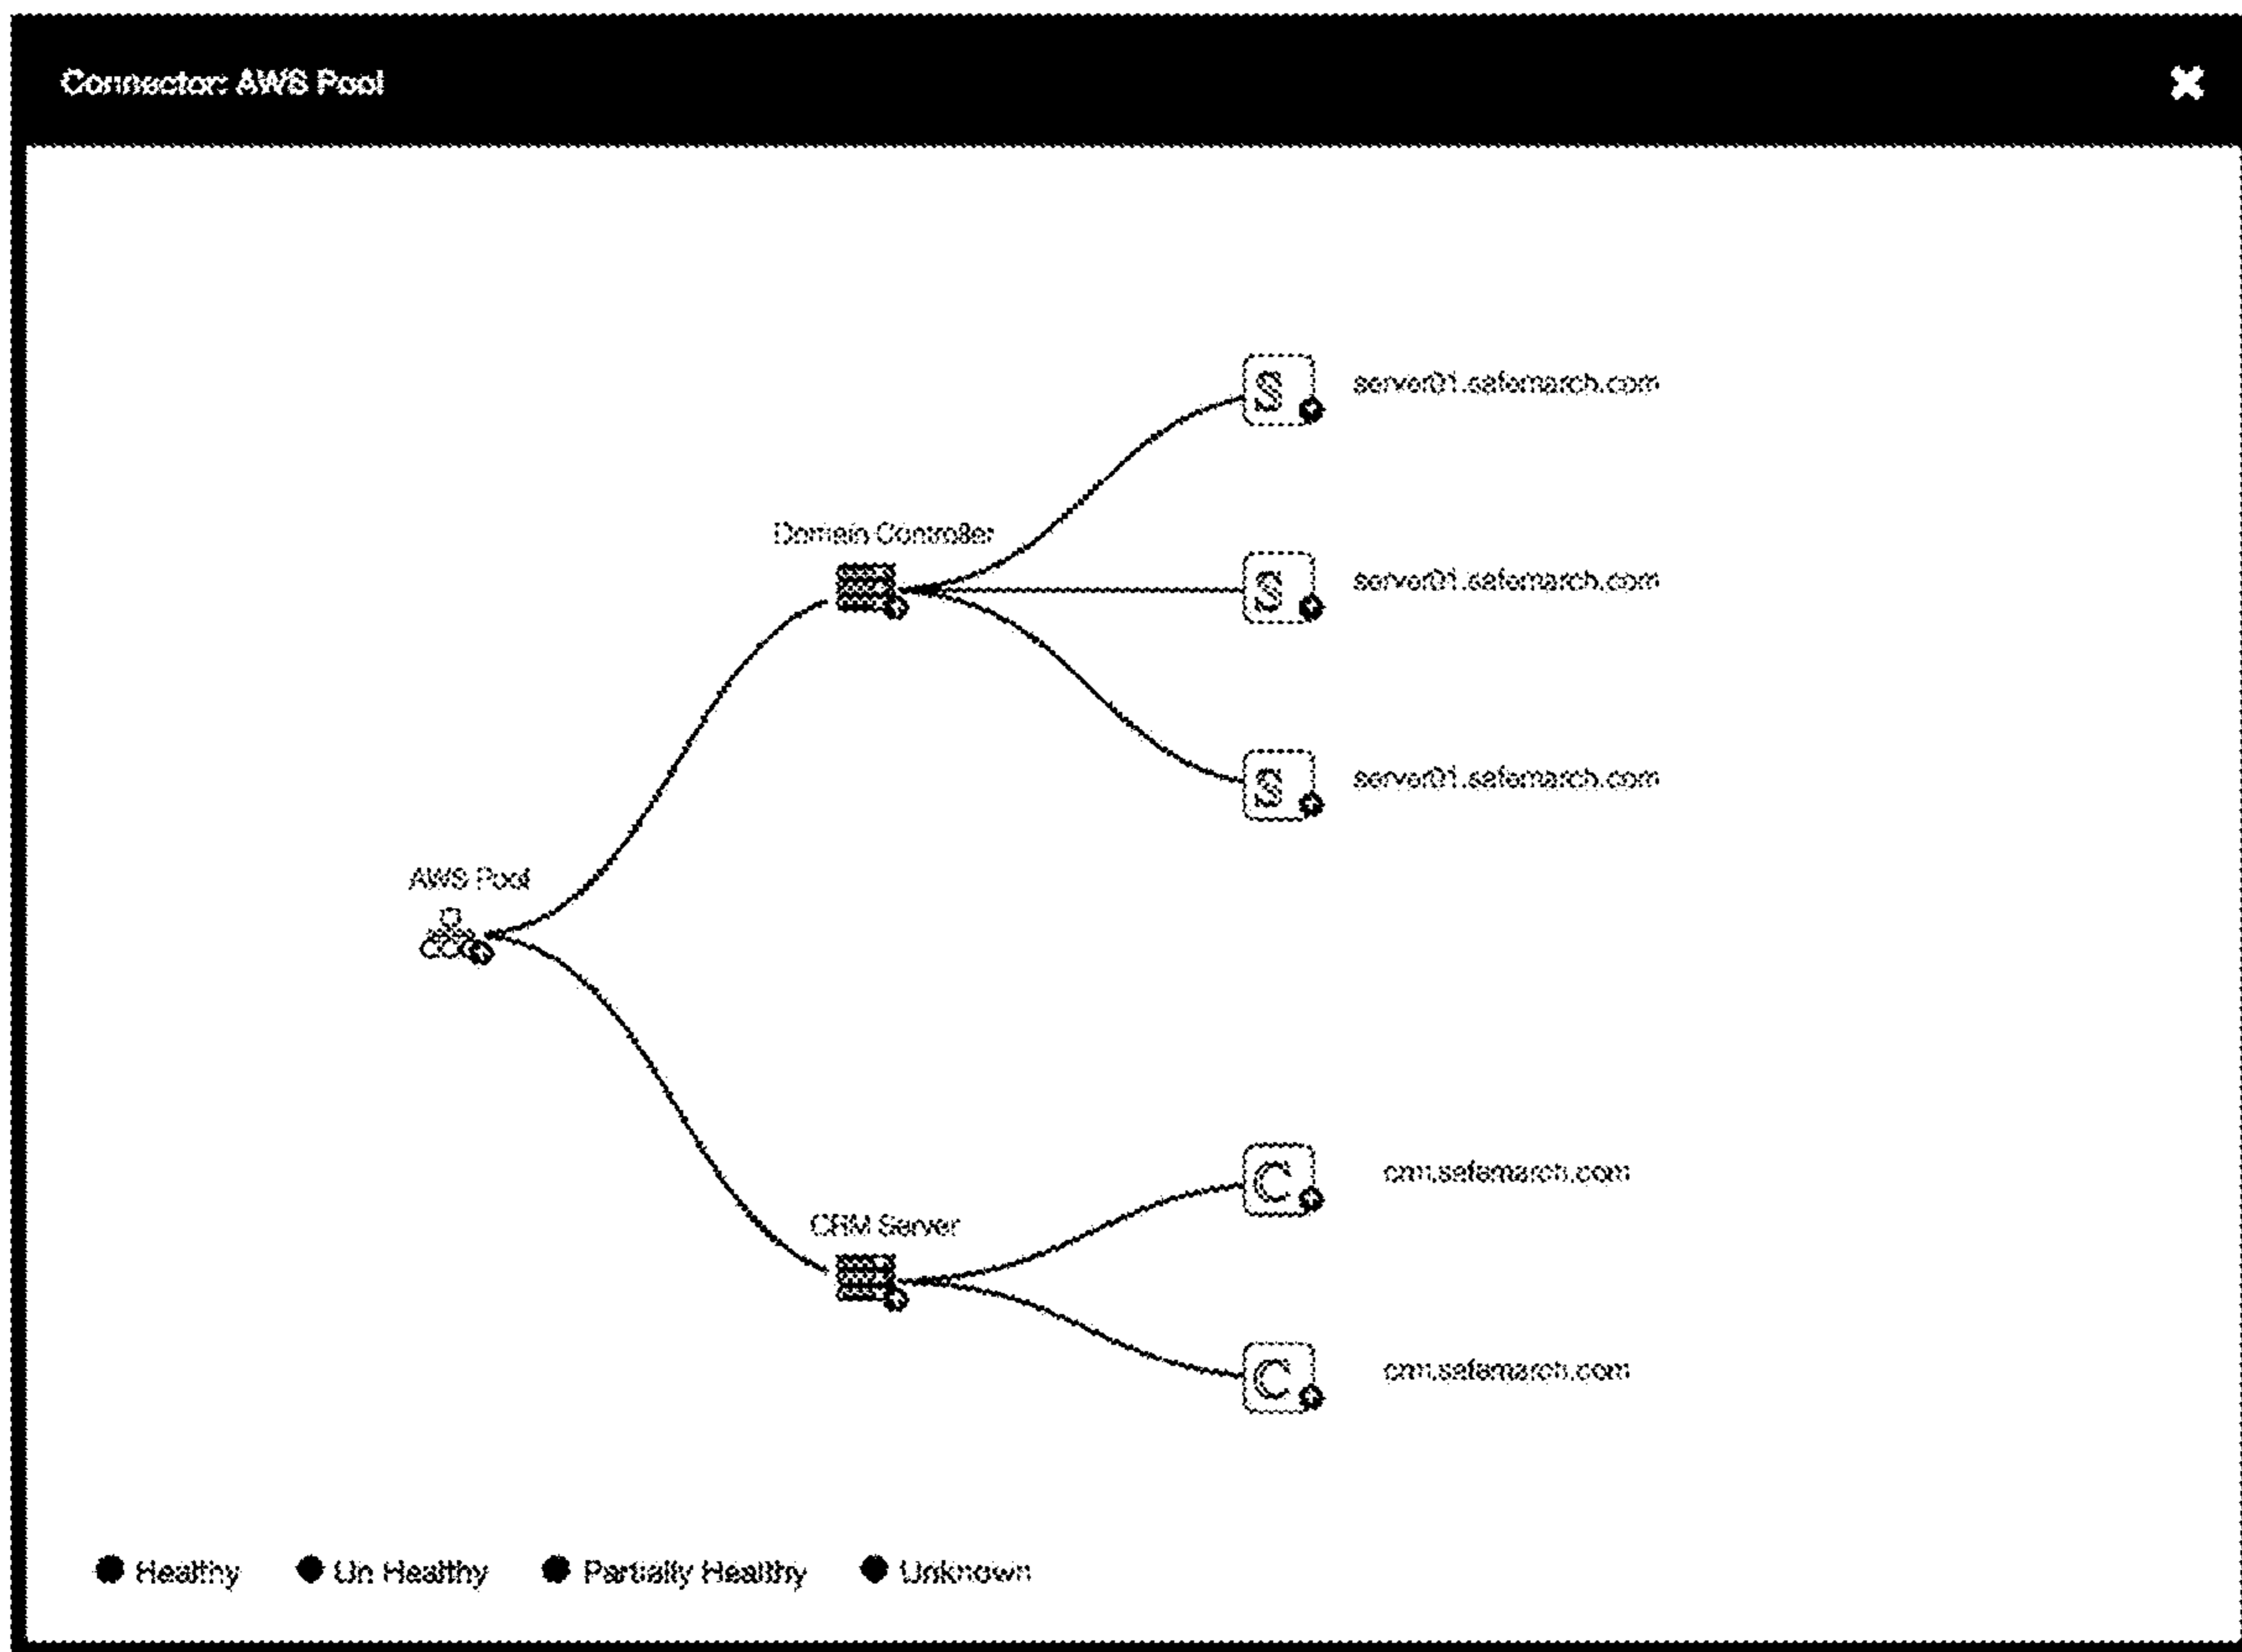 Connector: AWS Pool
S server01.safemarch.com
Domain Controller
S server01.safemarch.com
S server01.safemarch.com
AWS Pool
C crm.safemarch.com
CRM Server
C crm.safemarch.com
Healthy Un Healthy Partially Healthy Unknown